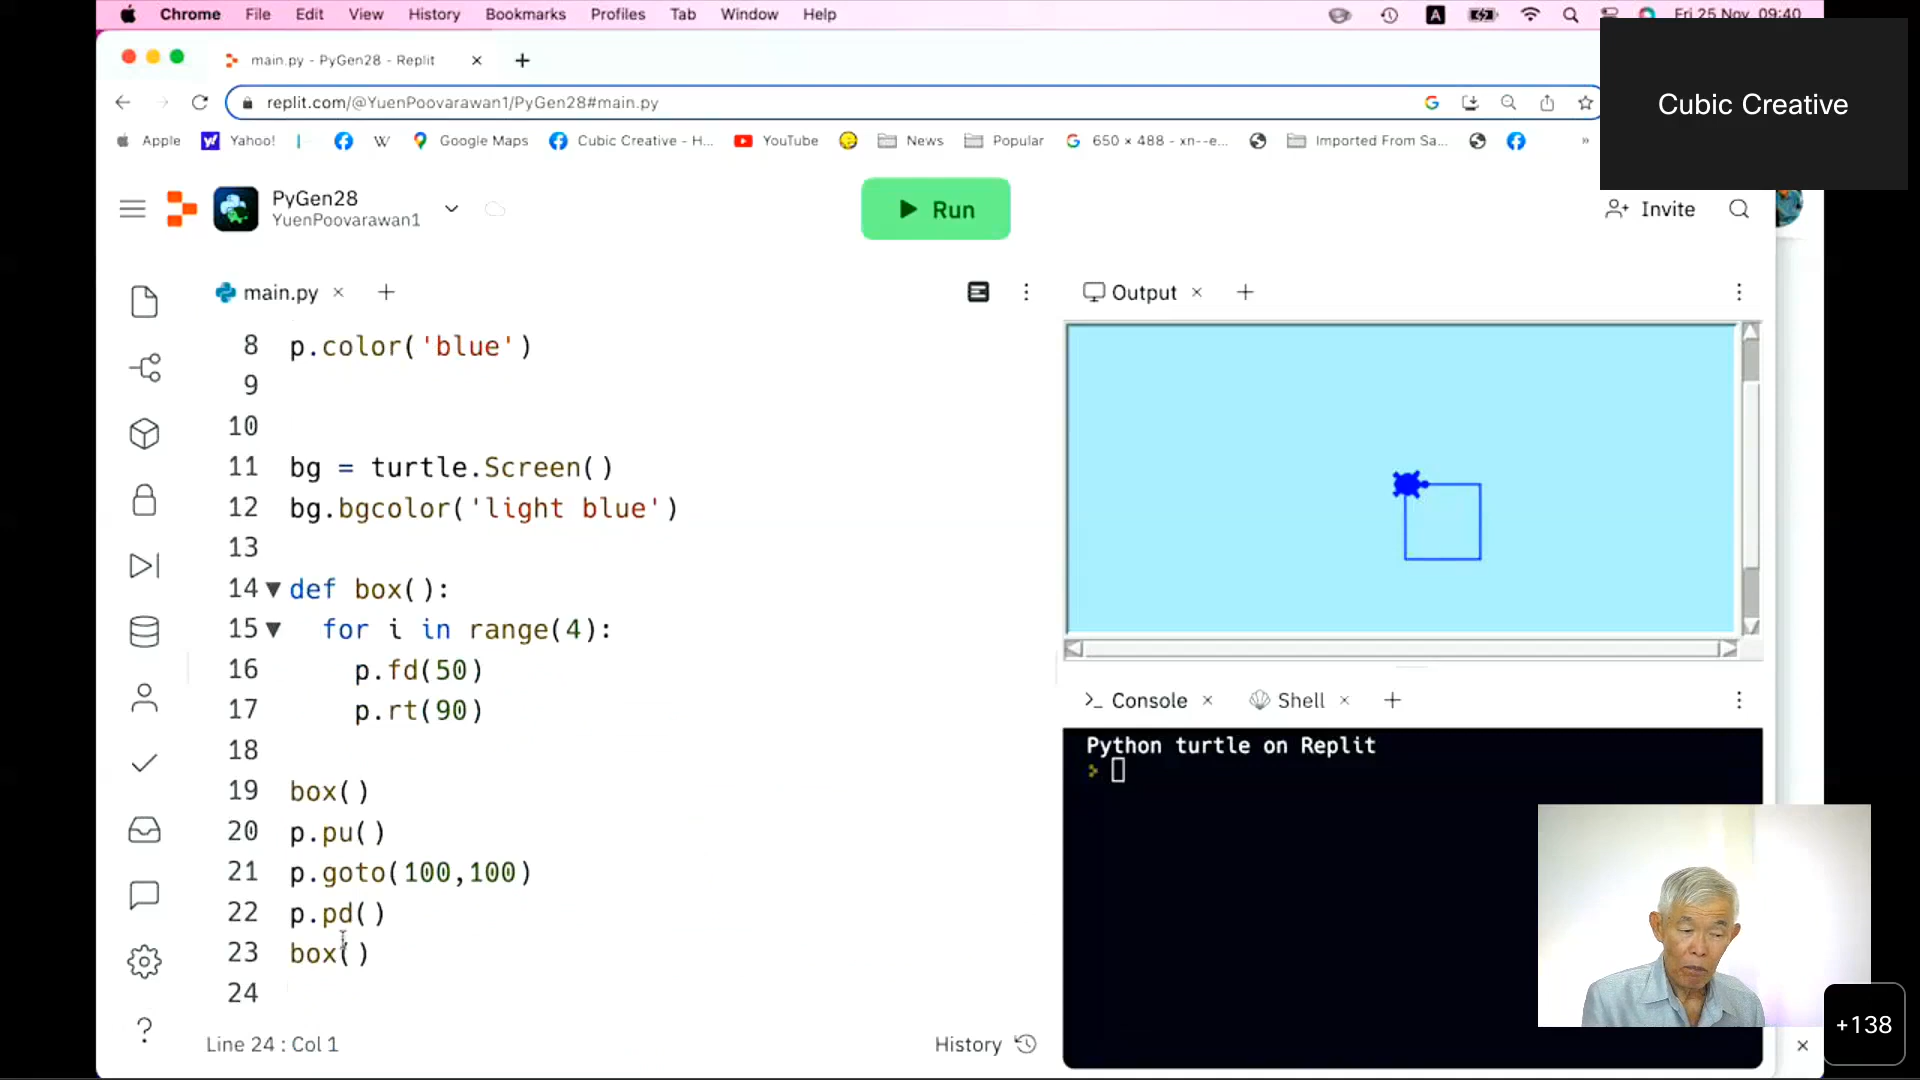 Chrome File Edit View History Bookmarks Profiles Tab Window Help
A
Fri 25 Nov 09:40
main.py - PyGen28 - Replit
replit.com/@YuenPoovarawan1/PyGen28#main.py
Apple Yahoo! W Google Maps Cubic Creative - H... YouTube News Popular 650 × 488 - xn--e... Imported From Sa... »
Cubic Creative
PyGen28
YuenPoovarawan1
Run
Invite
main.py
Output
8 p.color('blue')
9
10
11 bg = turtle.Screen()
12 bg.bgcolor('light blue')
13
14 def box():
15 for i in range(4):
16 p.fd(50)
17 p.rt(90)
18
19 box()
20 p.pu()
21 p.goto(100,100)
22 p.pd()
23 box()
24
Line 24 : Col 1
History
>_ Console
Shell
Python turtle on Replit
>
+138